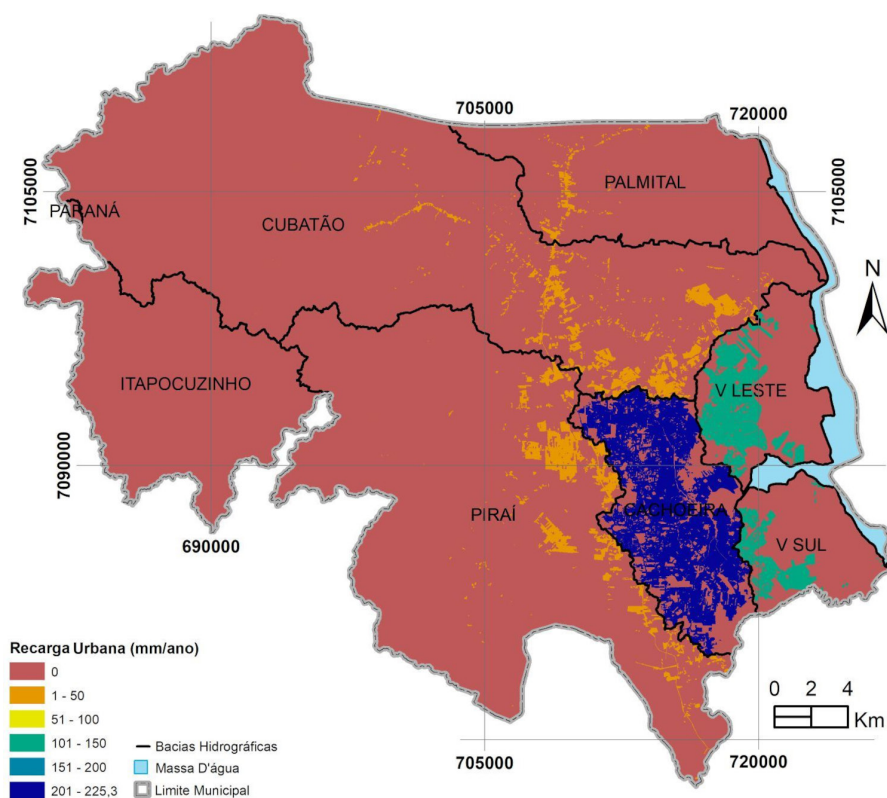 705000
720000
7105000
PARANÁ
CUBATÃO
PALMITAL
7105000
N
ITAPOCUZINHO
V LESTE
7090000
690000
PIRAÍ
CACHOEIRA
V SUL
Recarga Urbana (mm/ano)
0
1 - 50
51 - 100
101 - 150
151 - 200
201 - 225,3
Bacias Hidrográficas
Massa D'água
Limite Municipal
705000
720000
0 2 4
Km